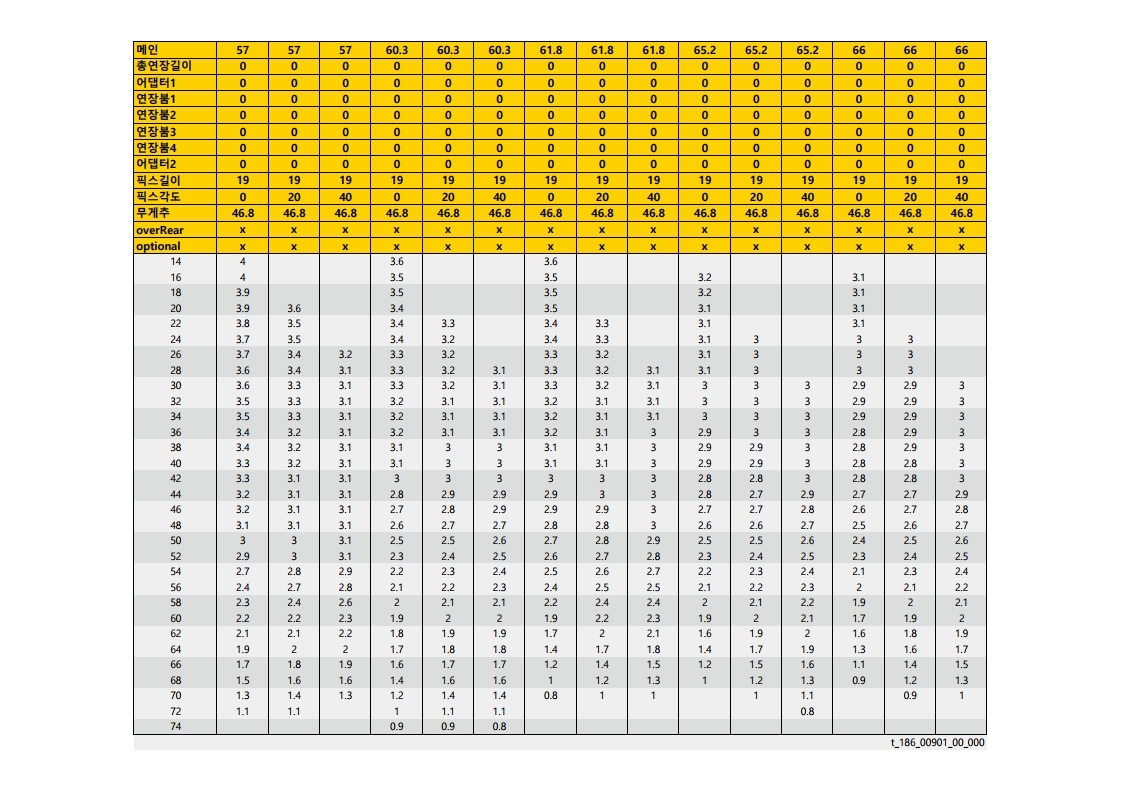 메인 57 57 57 60.3 60.3 60.3 61.8 61.8 61.8 65.2 65.2 65.2 66 66 66
총연장길이 0 0 0 0 0 0 0 0 0 0 0 0 0 0 0
어댑터1 0 0 0 0 0 0 0 0 0 0 0 0 0 0 0
연장붐1 0 0 0 0 0 0 0 0 0 0 0 0 0 0 0
연장붐2 0 0 0 0 0 0 0 0 0 0 0 0 0 0 0
연장붐3 0 0 0 0 0 0 0 0 0 0 0 0 0 0 0
연장붐4 0 0 0 0 0 0 0 0 0 0 0 0 0 0 0
어댑터2 0 0 0 0 0 0 0 0 0 0 0 0 0 0 0
픽스길이 19 19 19 19 19 19 19 19 19 19 19 19 19 19 19
픽스각도 0 20 40 0 20 40 0 20 40 0 20 40 0 20 40
무게추 46.8 46.8 46.8 46.8 46.8 46.8 46.8 46.8 46.8 46.8 46.8 46.8 46.8 46.8 46.8
overRear x x x x x x x x x x x x x x x
optional x x x x x x x x x x x x x x x
14 4 3.6 3.6
16 4 3.5 3.5 3.2 3.1
18 3.9 3.5 3.5 3.2 3.1
20 3.9 3.6 3.4 3.5 3.1 3.1
22 3.8 3.5 3.4 3.3 3.4 3.3 3.1 3.1
24 3.7 3.5 3.4 3.2 3.4 3.3 3.1 3 3 3
26 3.7 3.4 3.2 3.3 3.2 3.3 3.2 3.1 3 3 3
28 3.6 3.4 3.1 3.3 3.2 3.1 3.3 3.2 3.1 3.1 3 3 3
30 3.6 3.3 3.1 3.3 3.2 3.1 3.3 3.2 3.1 3 3 3 2.9 2.9 3
32 3.5 3.3 3.1 3.2 3.1 3.1 3.2 3.1 3.1 3 3 3 2.9 2.9 3
34 3.5 3.3 3.1 3.2 3.1 3.1 3.2 3.1 3.1 3 3 3 2.9 2.9 3
36 3.4 3.2 3.1 3.2 3.1 3.1 3.2 3.1 3 2.9 3 3 2.8 2.9 3
38 3.4 3.2 3.1 3.1 3 3 3.1 3.1 3 2.9 2.9 3 2.8 2.9 3
40 3.3 3.2 3.1 3.1 3 3 3.1 3.1 3 2.9 2.9 3 2.8 2.8 3
42 3.3 3.1 3.1 3 3 3 3 3 3 2.8 2.8 3 2.8 2.8 3
44 3.2 3.1 3.1 2.8 2.9 2.9 2.9 3 3 2.8 2.7 2.9 2.7 2.7 2.9
46 3.2 3.1 3.1 2.7 2.8 2.9 2.9 2.9 3 2.7 2.7 2.8 2.6 2.7 2.8
48 3.1 3.1 3.1 2.6 2.7 2.7 2.8 2.8 3 2.6 2.6 2.7 2.5 2.6 2.7
50 3 3 3.1 2.5 2.5 2.6 2.7 2.8 2.9 2.5 2.5 2.6 2.4 2.5 2.6
52 2.9 3 3.1 2.3 2.4 2.5 2.6 2.7 2.8 2.3 2.4 2.5 2.3 2.4 2.5
54 2.7 2.8 2.9 2.2 2.3 2.4 2.5 2.6 2.7 2.2 2.3 2.4 2.1 2.3 2.4
56 2.4 2.7 2.8 2.1 2.2 2.3 2.4 2.5 2.5 2.1 2.2 2.3 2 2.1 2.2
58 2.3 2.4 2.6 2 2.1 2.1 2.2 2.4 2.4 2 2.1 2.2 1.9 2 2.1
60 2.2 2.2 2.3 1.9 2 2 1.9 2.2 2.3 1.9 2 2.1 1.7 1.9 2
62 2.1 2.1 2.2 1.8 1.9 1.9 1.7 2 2.1 1.6 1.9 2 1.6 1.8 1.9
64 1.9 2 2 1.7 1.8 1.8 1.4 1.7 1.8 1.4 1.7 1.9 1.3 1.6 1.7
66 1.7 1.8 1.9 1.6 1.7 1.7 1.2 1.4 1.5 1.2 1.5 1.6 1.1 1.4 1.5
68 1.5 1.6 1.6 1.4 1.6 1.6 1 1.2 1.3 1 1.2 1.3 0.9 1.2 1.3
70 1.3 1.4 1.3 1.2 1.4 1.4 0.8 1 1 1 1.1 0.9 1
72 1.1 1.1 1 1.1 1.1 0.8
74 0.9 0.9 0.8
t_186_00901_00_000